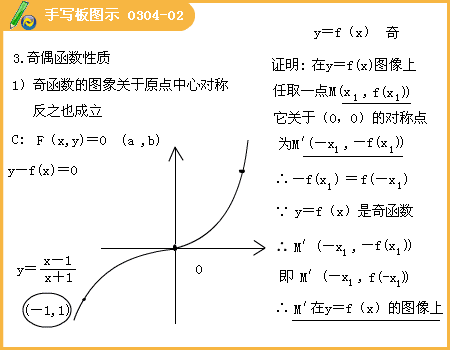 手写板图示 0304-02
3.奇偶函数性质
1）奇函数的图象关于原点中心对称
反之也成立
C: F(x,y)=0 (a,b)
y-f(x)=0
y=(x-1)/(x+1)
(-1,1)
0
y=f(x) 奇
证明:在y=f(x)图像上
任取一点M(x₁,f(x₁))
它关于(0,0)的对称点
为M′(-x₁,-f(x₁))
∴-f(x₁)=f(-x₁)
∵ y=f(x)是奇函数
∴ M′(-x₁,-f(x₁))
即 M′(-x₁,f(-x₁))
∴ M′在y=f(x)的图像上